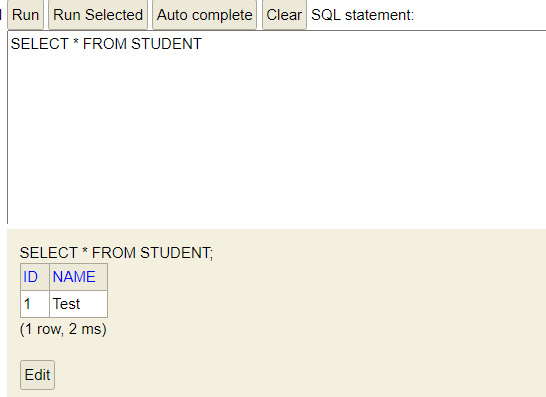 Run Run Selected Auto complete Clear SQL statement:
SELECT * FROM STUDENT
SELECT * FROM STUDENT;
ID NAME
1 Test
(1 row, 2 ms)
Edit